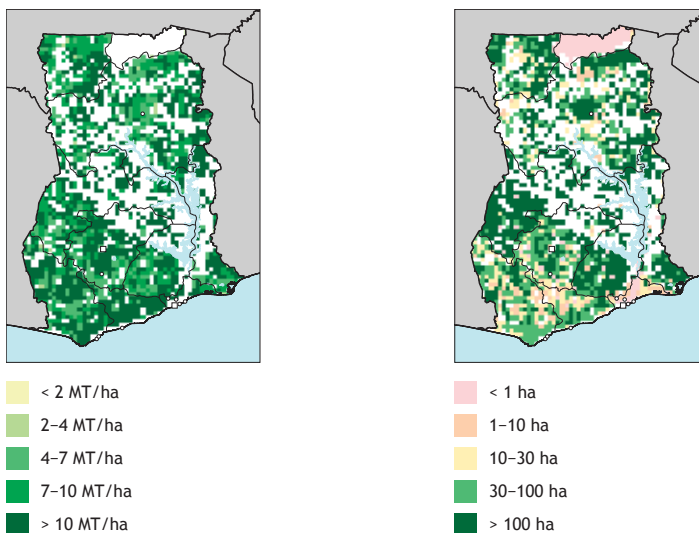 < 2 MT/ha
2–4 MT/ha
4–7 MT/ha
7–10 MT/ha
> 10 MT/ha
< 1 ha
1–10 ha
10–30 ha
30–100 ha
> 100 ha